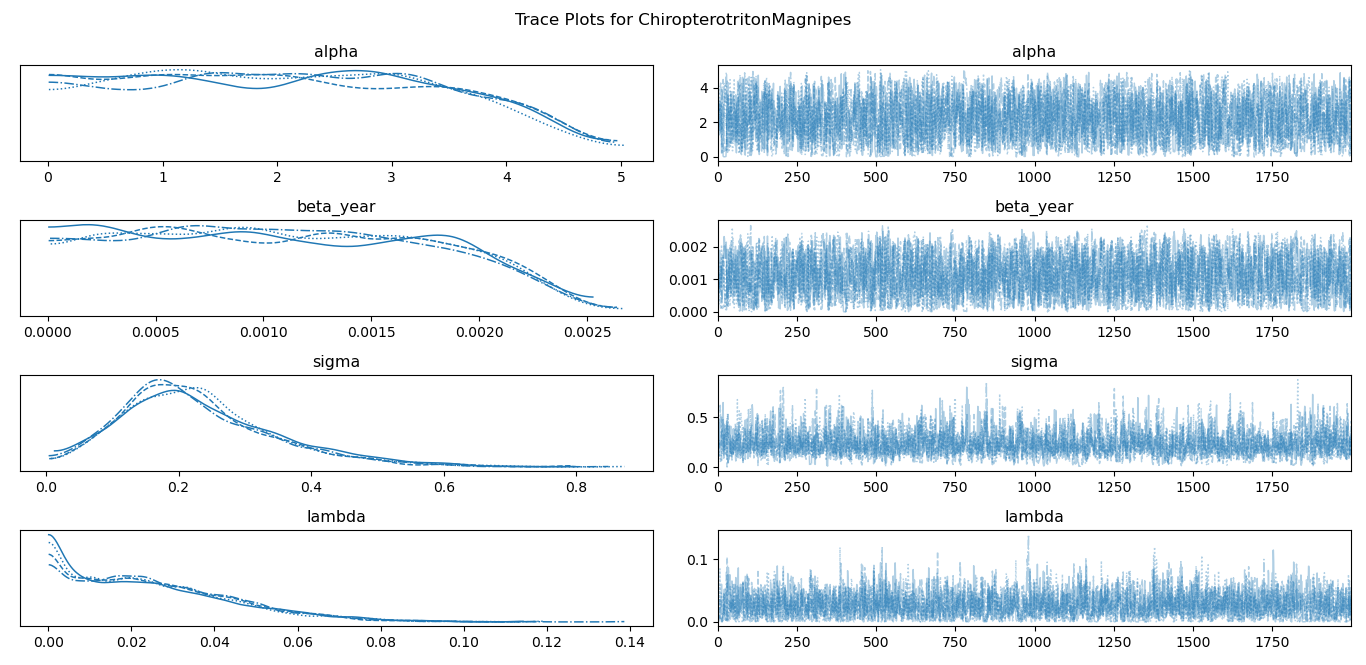 Trace Plots for ChiropterotritonMagnipes
alpha
0 1 2 3 4 5
alpha
4
2
0
0 250 500 750 1000 1250 1500 1750
beta_year
0.0000 0.0005 0.0010 0.0015 0.0020 0.0025
beta_year
0.002
0.001
0.000
0 250 500 750 1000 1250 1500 1750
sigma
0.0 0.2 0.4 0.6 0.8
sigma
0.5
0.0
0 250 500 750 1000 1250 1500 1750
lambda
0.00 0.02 0.04 0.06 0.08 0.10 0.12 0.14
lambda
0.1
0.0
0 250 500 750 1000 1250 1500 1750